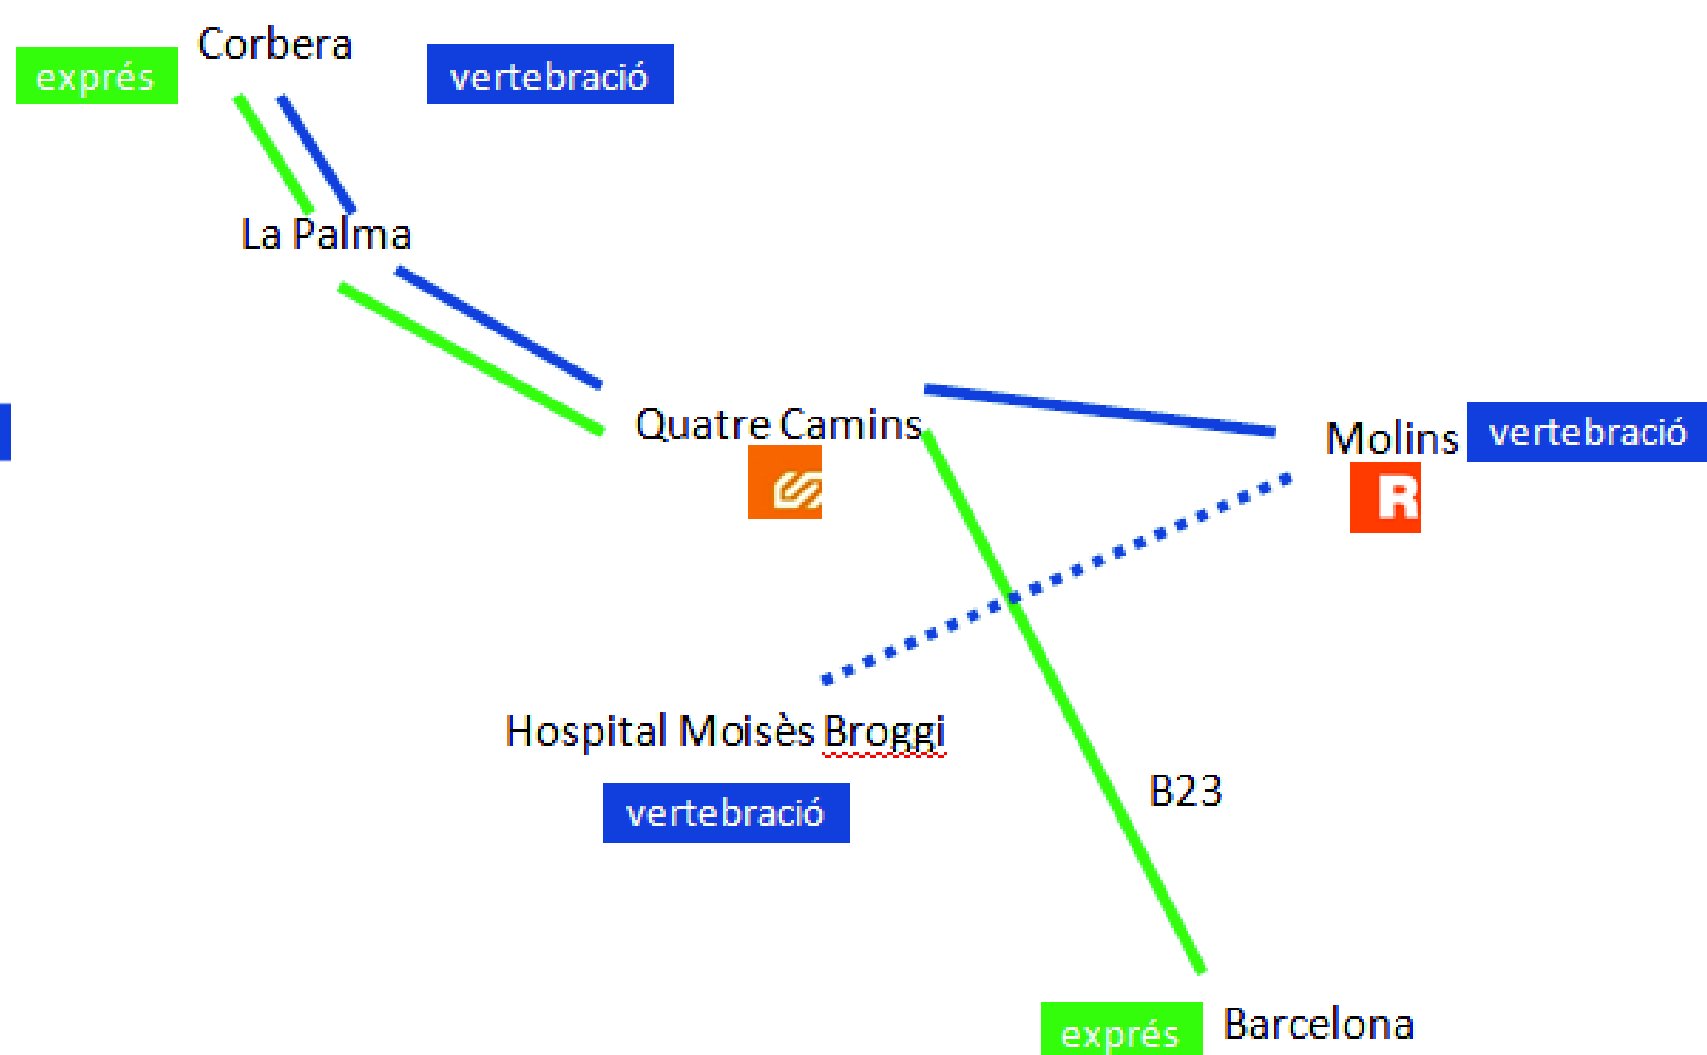 Corbera
exprés
vertebració
La Palma
Quatre Camins
Molins
vertebració
R
Hospital Moisès Broggi
B23
vertebració
exprés
Barcelona